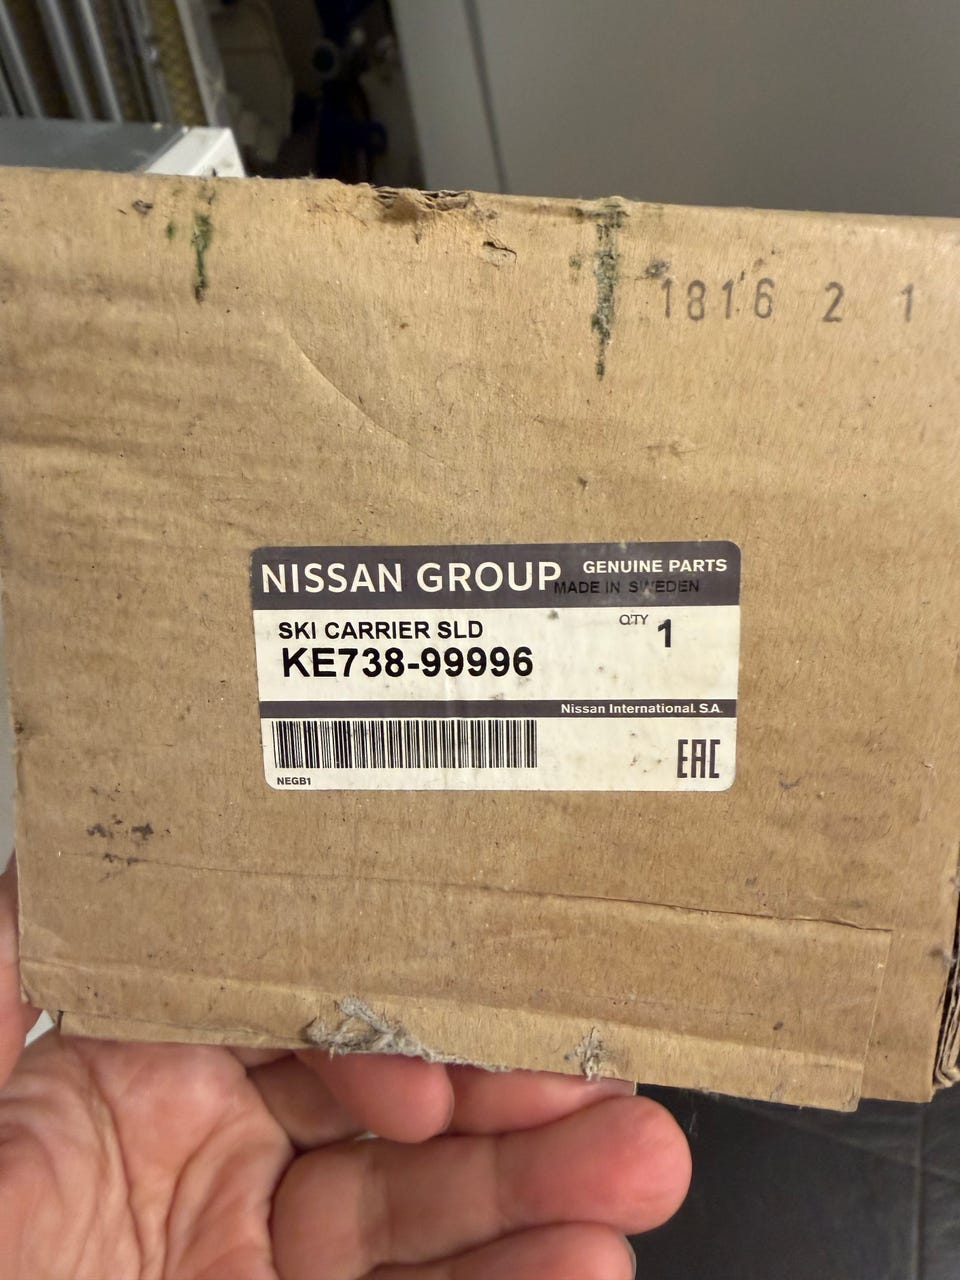 1816 2 1
NISSAN GROUP GENUINE PARTS
MADE IN SWEDEN
SKI CARRIER SLD
QTY 1
KE738-99996
Nissan International. S.A.
NEGB1
EAC